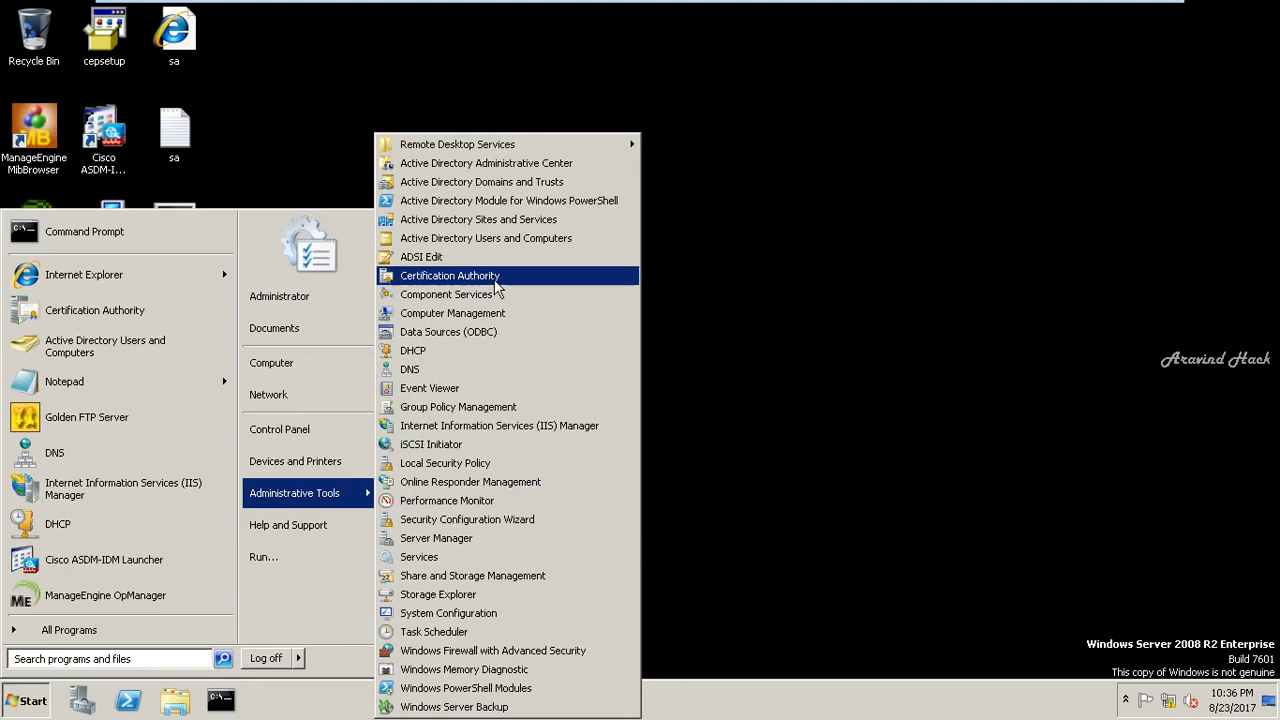 Recycle Bin
cepsetup
sa
ManageEngine
MibBrowser
Cisco
ASDM-I...
sa
Command Prompt
Internet Explorer
Certification Authority
Active Directory Users and
Computers
Notepad
Golden FTP Server
DNS
Internet Information Services (IIS)
Manager
DHCP
Cisco ASDM-IDM Launcher
ManageEngine OpManager
All Programs
Search programs and files
Administrator
Documents
Computer
Network
Control Panel
Devices and Printers
Administrative Tools
Help and Support
Run...
Log off
Remote Desktop Services
Active Directory Administrative Center
Active Directory Domains and Trusts
Active Directory Module for Windows PowerShell
Active Directory Sites and Services
Active Directory Users and Computers
ADSI Edit
Certification Authority
Component Services
Computer Management
Data Sources (ODBC)
DHCP
DNS
Event Viewer
Group Policy Management
Internet Information Services (IIS) Manager
iSCSI Initiator
Local Security Policy
Online Responder Management
Performance Monitor
Security Configuration Wizard
Server Manager
Services
Share and Storage Management
Storage Explorer
System Configuration
Task Scheduler
Windows Firewall with Advanced Security
Windows Memory Diagnostic
Windows PowerShell Modules
Windows Server Backup
Aravind Hack
Windows Server 2008 R2 Enterprise
Build 7601
This copy of Windows is not genuine
Start
10:36 PM
8/23/2017